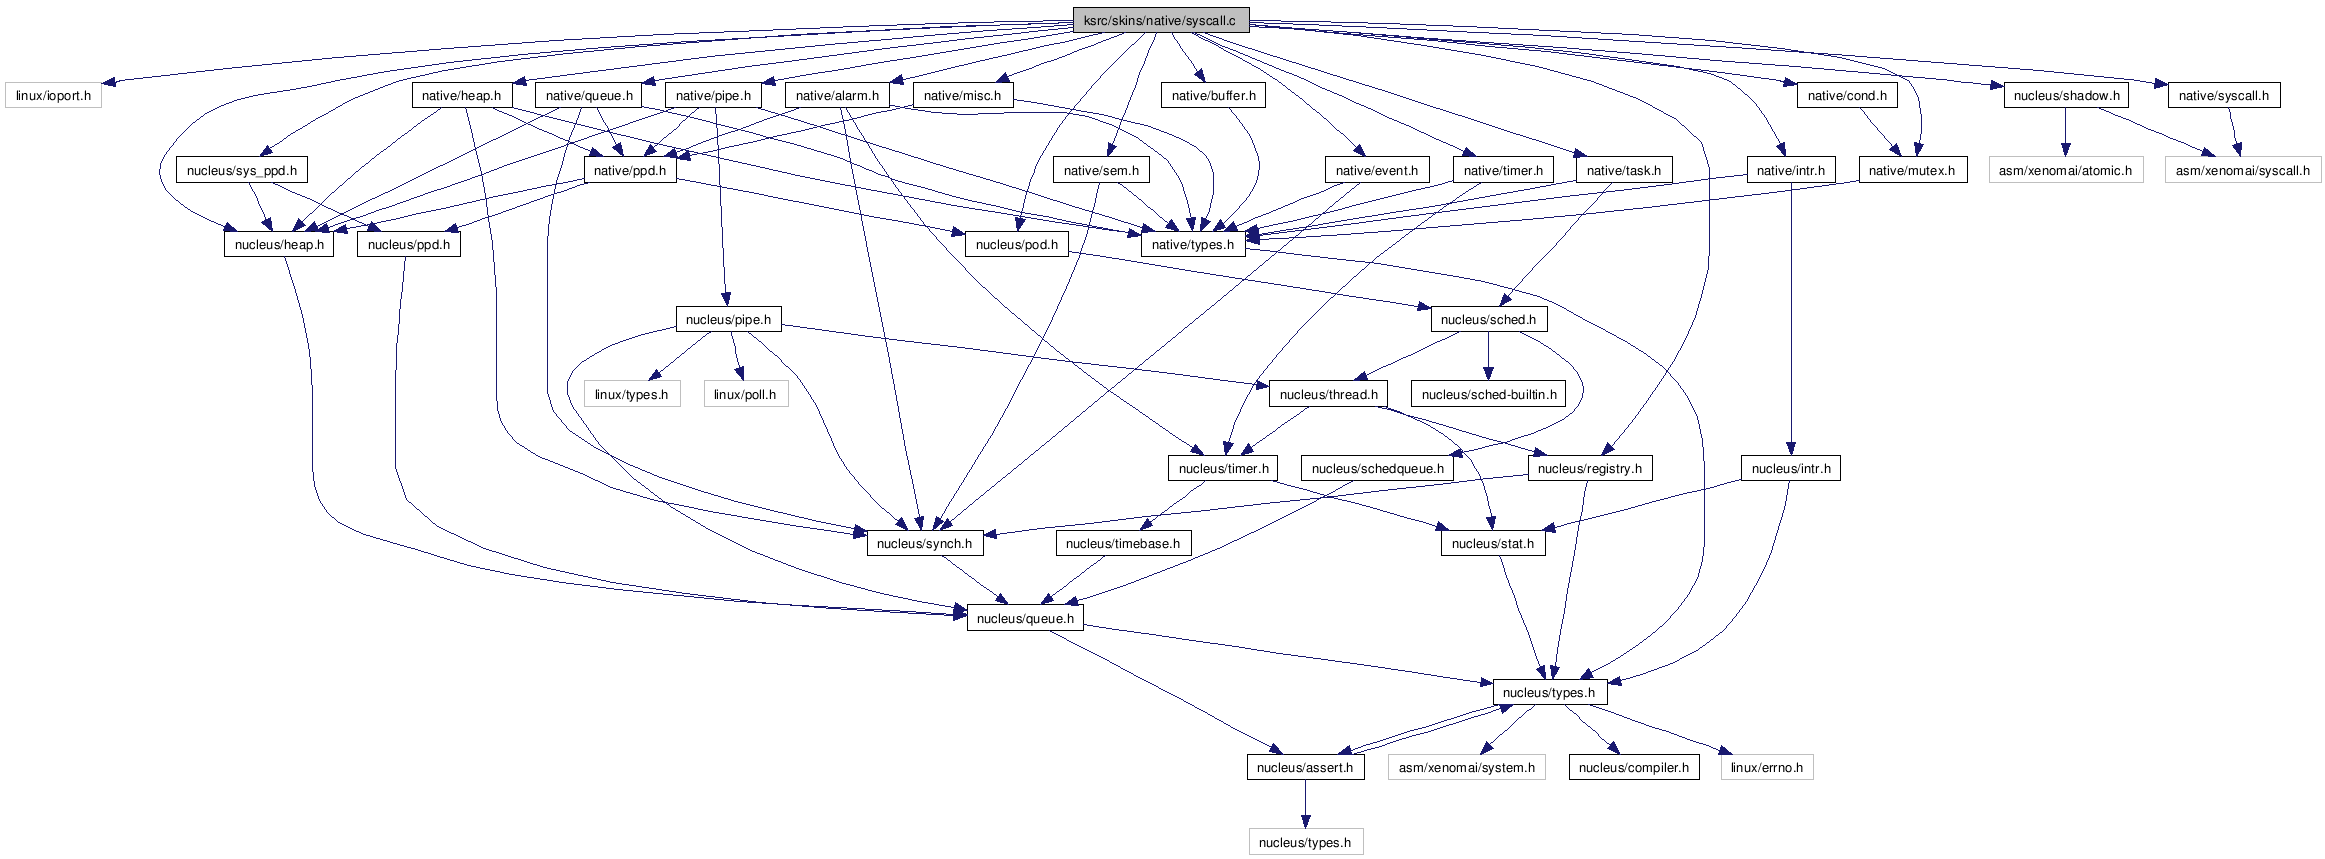 ksrc/skins/native/syscall.c
linux/ioport.h
native/heap.h
native/queue.h
native/pipe.h
native/alarm.h
native/misc.h
native/buffer.h
native/cond.h
nucleus/shadow.h
native/syscall.h
nucleus/sys_ppd.h
native/ppd.h
native/sem.h
native/event.h
native/timer.h
native/task.h
native/intr.h
native/mutex.h
asm/xenomai/atomic.h
asm/xenomai/syscall.h
nucleus/heap.h
nucleus/ppd.h
nucleus/pod.h
native/types.h
nucleus/pipe.h
nucleus/sched.h
linux/types.h
linux/poll.h
nucleus/thread.h
nucleus/sched-builtin.h
nucleus/timer.h
nucleus/schedqueue.h
nucleus/registry.h
nucleus/intr.h
nucleus/synch.h
nucleus/timebase.h
nucleus/stat.h
nucleus/queue.h
nucleus/types.h
nucleus/assert.h
asm/xenomai/system.h
nucleus/compiler.h
linux/errno.h
nucleus/types.h